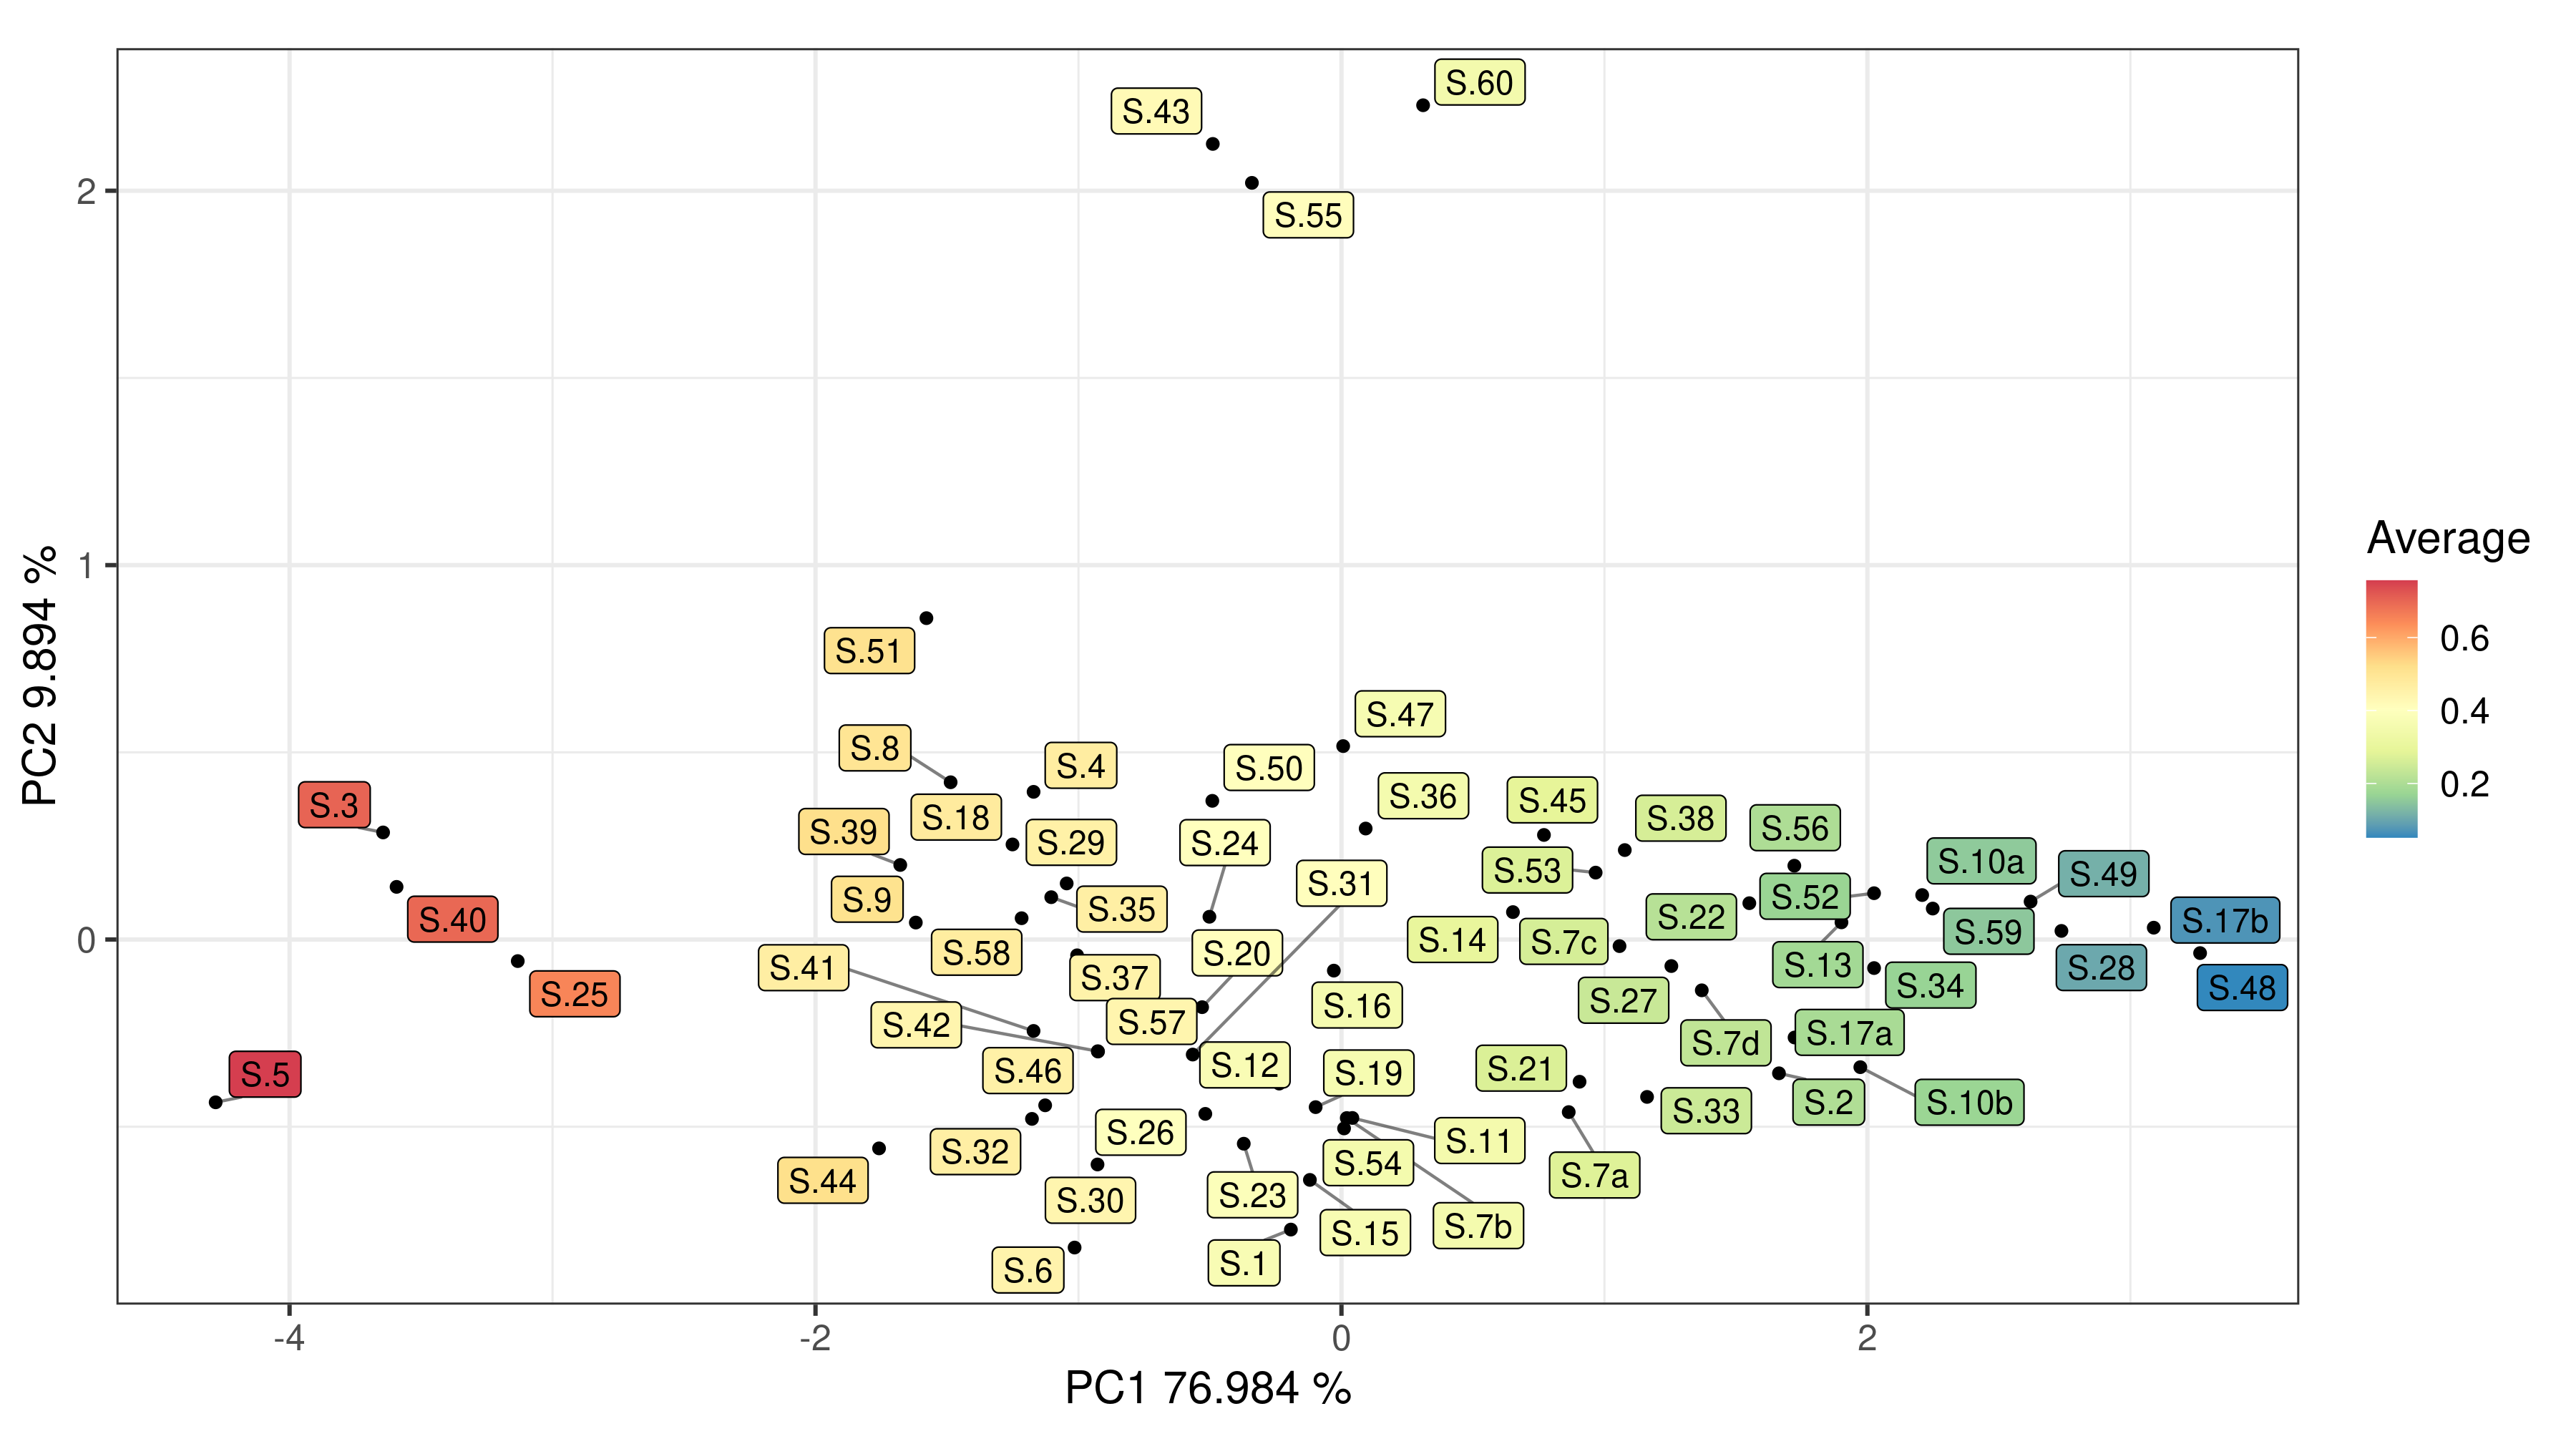 S.60
S.43
2
S.55
Average
0.6
0.4
0.2
PC2 9.894 %
1
S.51
S.47
S.8
S.4
S.50
S.36
S.45
S.3
S.18
S.38
S.39
S.29
S.24
S.56
S.10a
S.53
S.49
S.31
S.9
S.35
S.52
S.40
S.22
S.17b
0
S.58
S.20
S.14
S.7c
S.59
S.41
S.37
S.13
S.28
S.25
S.34
S.48
S.42
S.57
S.16
S.27
S.7d
S.17a
S.5
S.46
S.12
S.19
S.21
S.2
S.10b
S.33
S.26
S.11
S.32
S.54
S.7a
S.44
S.30
S.23
S.7b
S.15
S.6
S.1
-4
-2
0
2
PC1 76.984 %